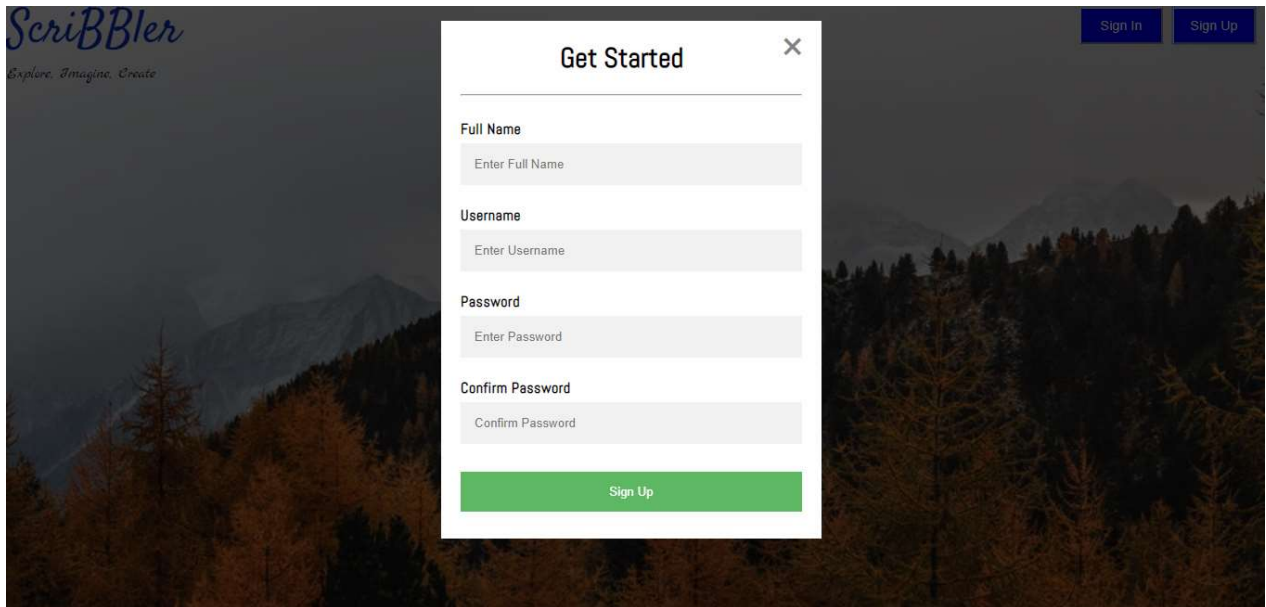 ScriBBler
Explore, Imagine, Create
Sign In
Sign Up
Get Started
Full Name
Enter Full Name
Username
Enter Username
Password
Enter Password
Confirm Password
Confirm Password
Sign Up